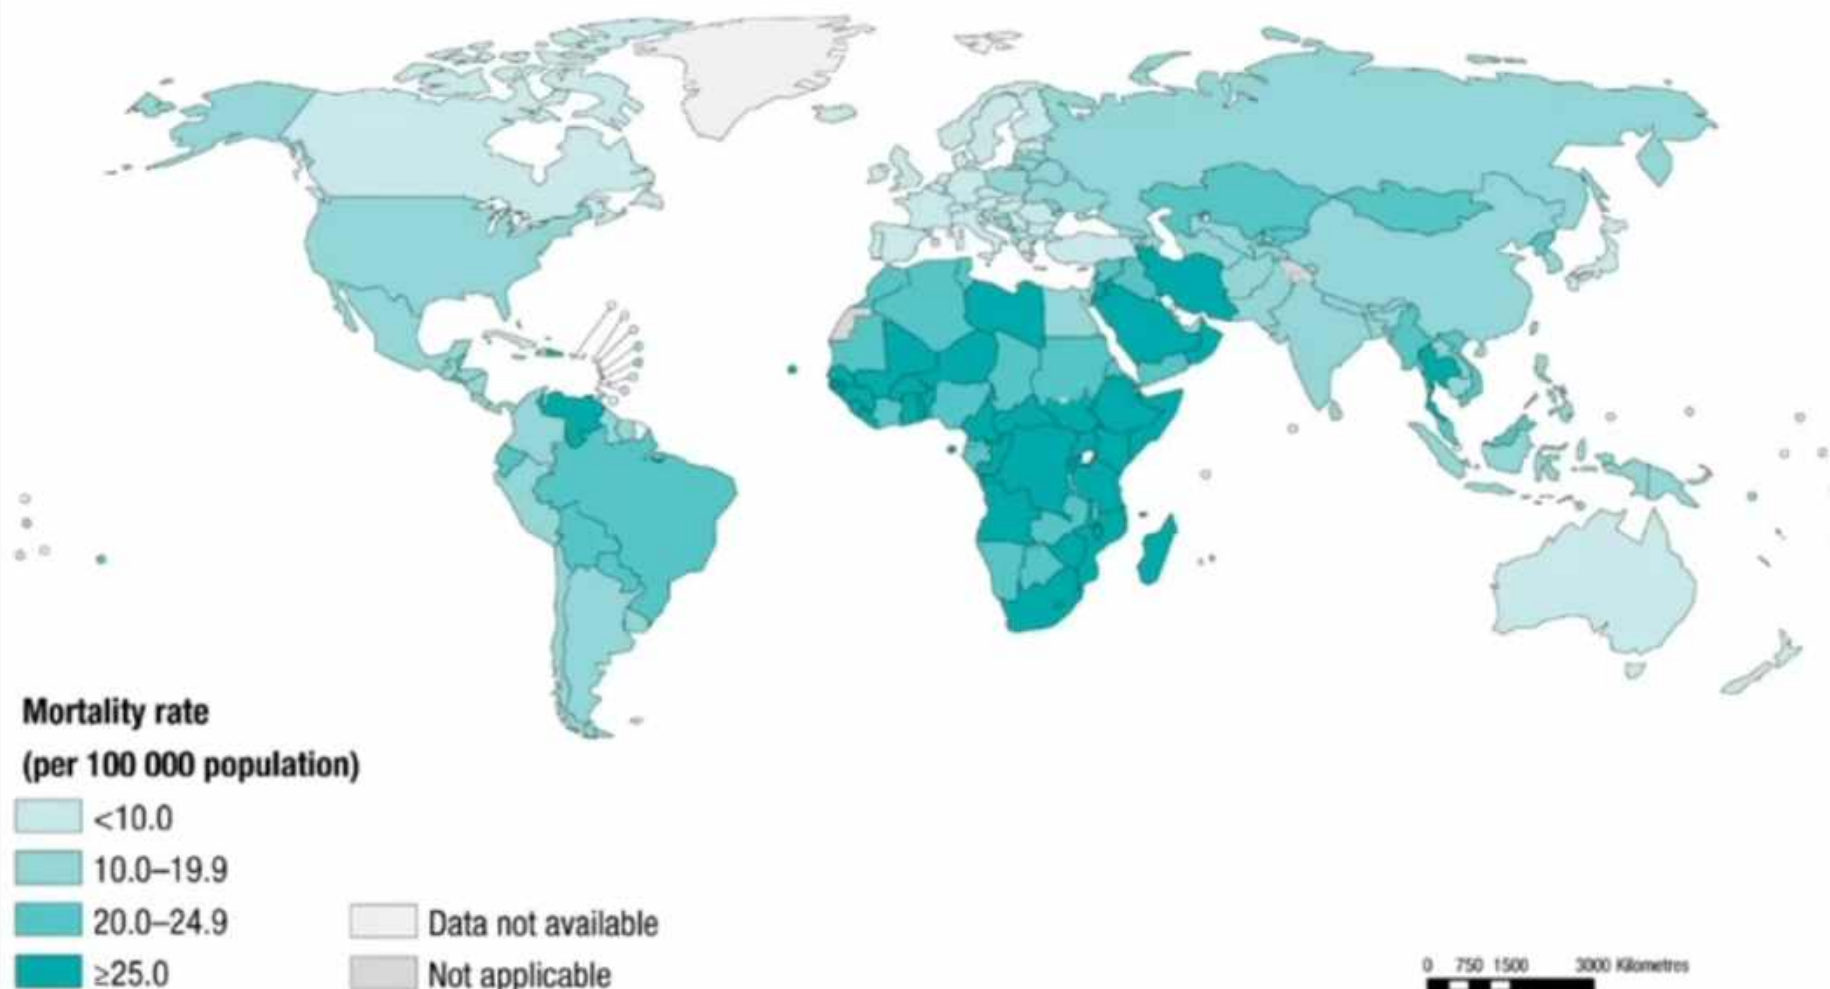 Mortality rate
(per 100 000 population)
<10.0
10.0–19.9
20.0–24.9
≥25.0
Data not available
Not applicable
0 750 1500 3000 Kilometres